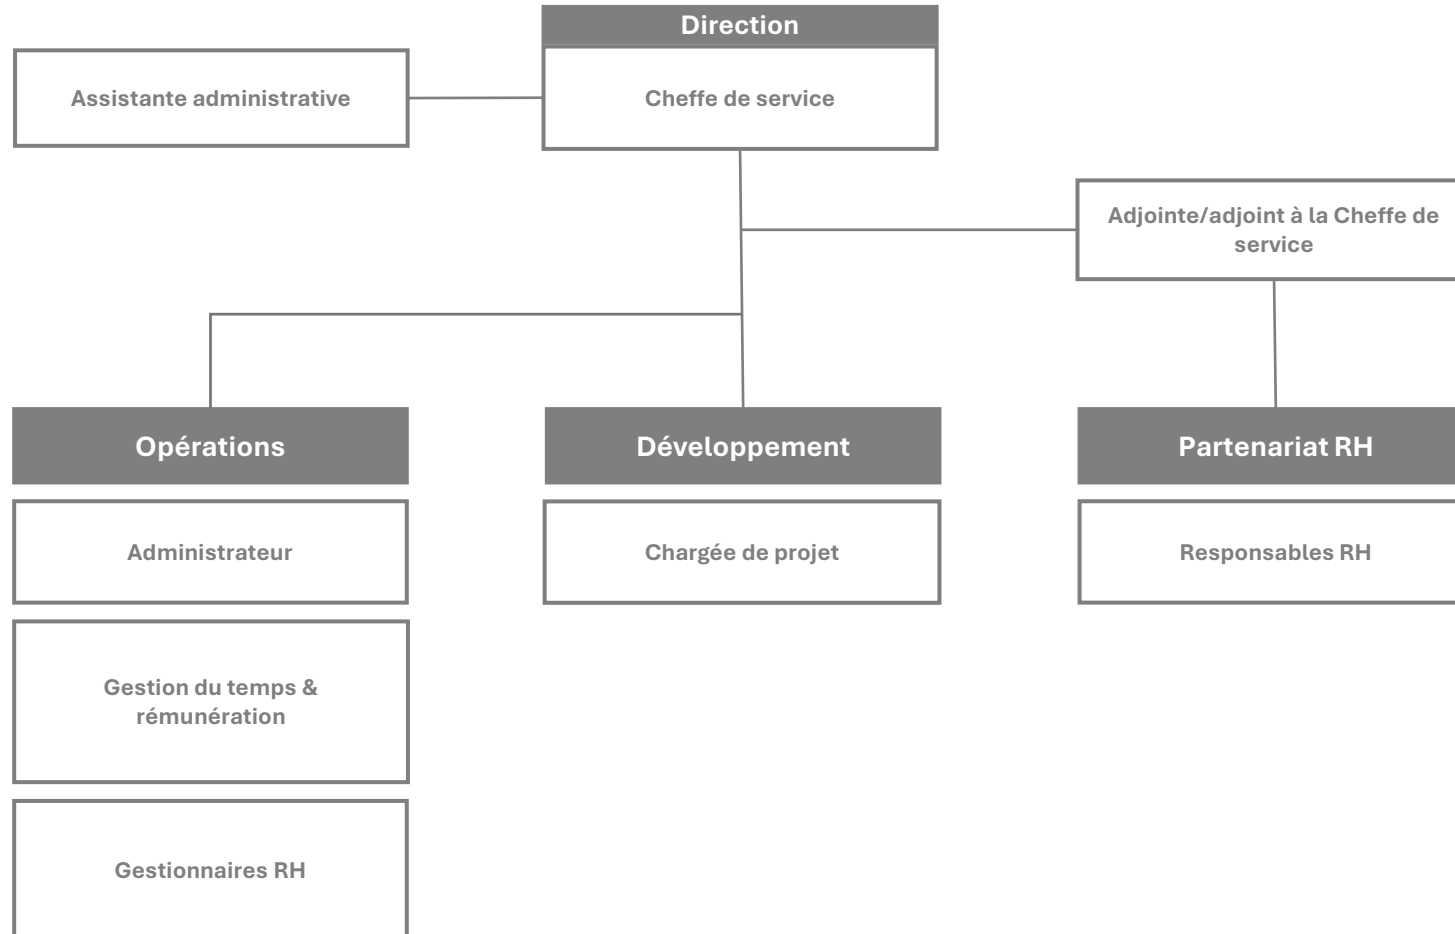 Direction
Assistante administrative
Cheffe de service
Adjointe/adjoint à la Cheffe de
service
Opérations
Développement
Partenariat RH
Administrateur
Chargée de projet
Responsables RH
Gestion du temps &
rémunération
Gestionnaires RH